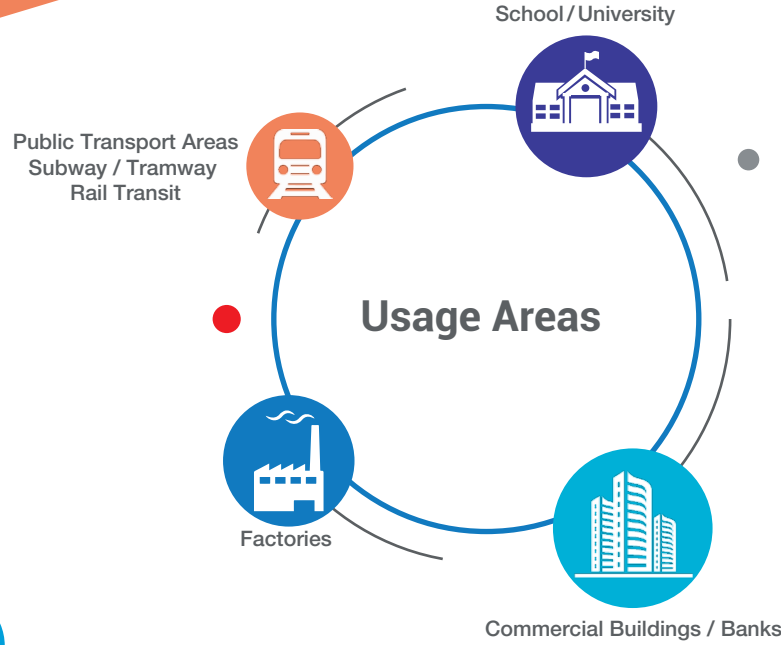 School/University
Public Transport Areas
Subway / Tramway
Rail Transit
Usage Areas
Factories
Commercial Buildings / Banks